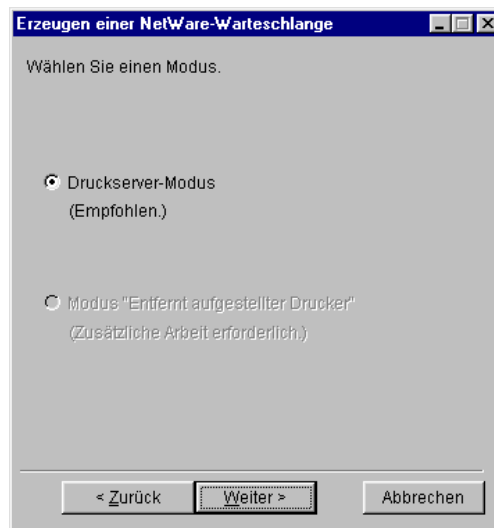 Erzeugen einer NetWare-Warteschlange
Wählen Sie einen Modus.
Druckserver-Modus
(Empfohlen.)
Modus "Entfernt aufgestellter Drucker"
(Zusätzliche Arbeit erforderlich.)
< Zurück Weiter > Abbrechen